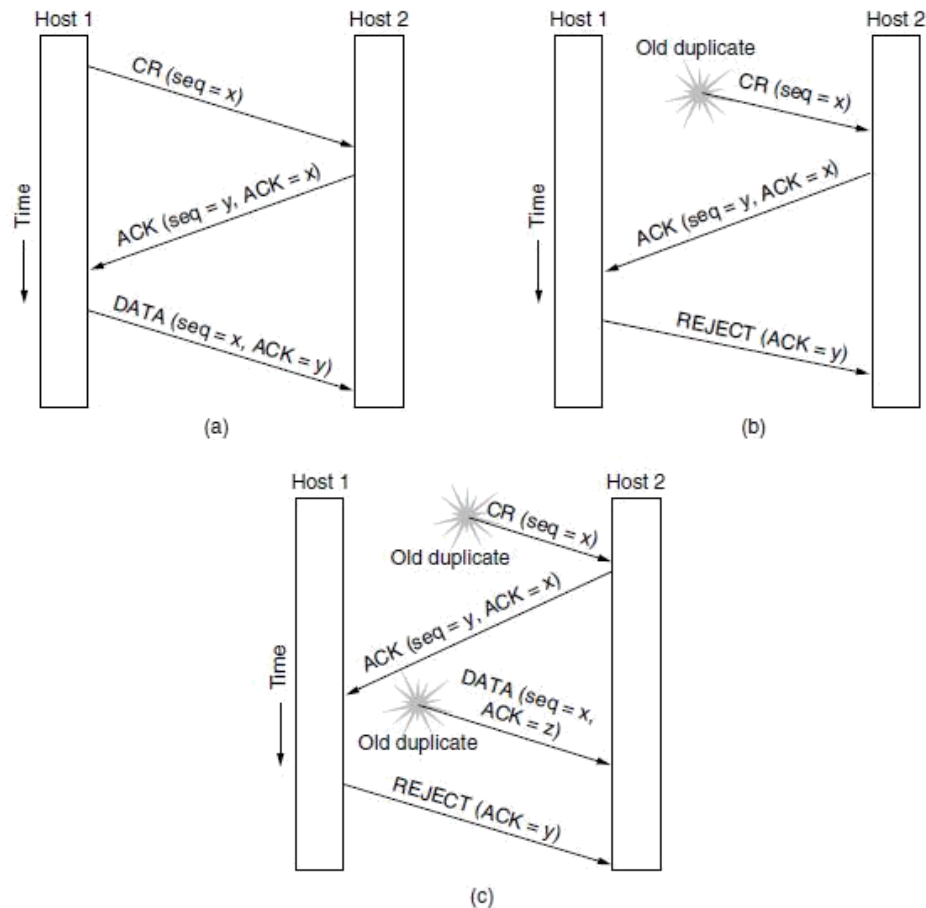 Host 1
Host 2
CR (seq = x)
ACK (seq = y, ACK = x)
DATA (seq = x, ACK = y)
Time
(a)
Host 1
Host 2
Old duplicate
CR (seq = x)
ACK (seq = y, ACK = x)
REJECT (ACK = y)
Time
(b)
Host 1
Host 2
CR (seq = x)
Old duplicate
ACK (seq = y, ACK = x)
DATA (seq = x,
ACK = z)
Old duplicate
REJECT (ACK = y)
Time
(c)